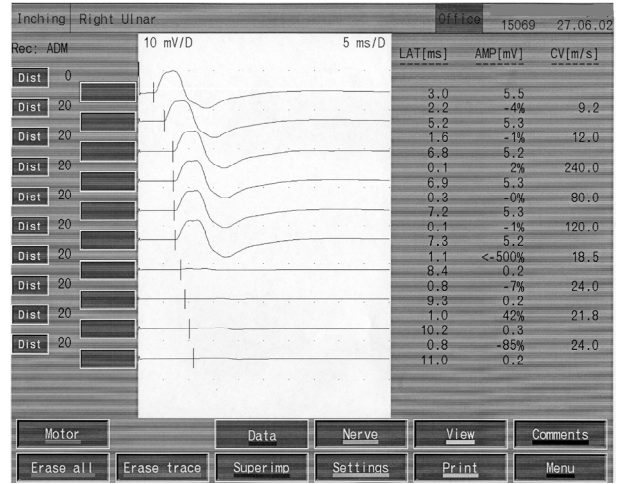 Inching Right Ulnar Office 15069 27.06.02
Rec: ADM 10 mV/D 5 ms/D LAT[ms] AMP[mV] CV[m/s]
Dist 0
3.0 5.5
Dist 20 2.2 -4% 9.2
5.2 5.3
Dist 20 1.6 -1% 12.0
6.8 5.2
Dist 20 0.1 2% 240.0
6.9 5.3
Dist 20 0.3 -0% 80.0
7.2 5.3
Dist 20 0.1 -1% 120.0
7.3 5.2
Dist 20 1.1 <-500% 18.5
8.4 0.2
Dist 20 0.8 -7% 24.0
9.3 0.2
Dist 20 1.0 42% 21.8
10.2 0.3
Dist 20 0.8 -85% 24.0
11.0 0.2
Motor Data Nerve View Comments
Erase all Erase trace Superimp Settings Print Menu